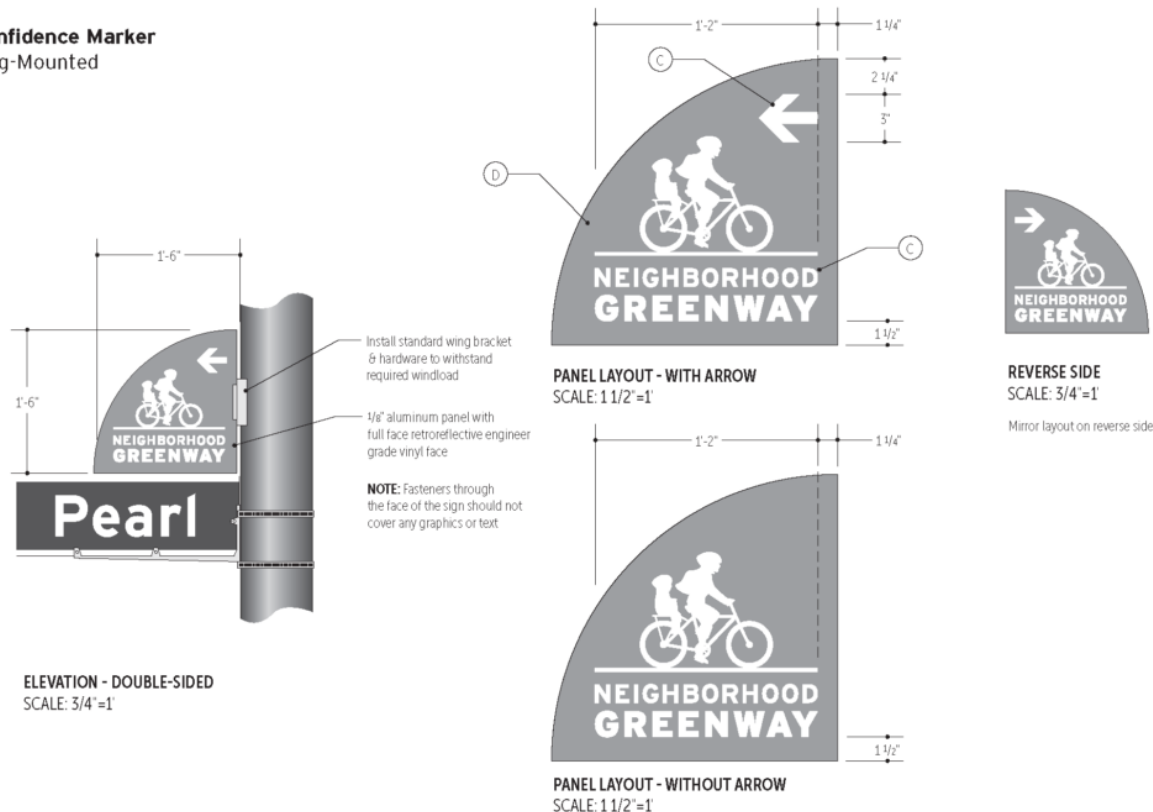 nfidence Marker
g-Mounted
1'-6"
1'-6"
NEIGHBORHOOD
GREENWAY
Pearl
Install standard wing bracket
& hardware to withstand
required windload
1/8" aluminum panel with
full face retroreflective engineer
grade vinyl face
NOTE: Fasteners through
the face of the sign should not
cover any graphics or text
ELEVATION - DOUBLE-SIDED
SCALE: 3/4"=1'
1'-2"
1 1/4"
C
2 1/4"
3"
D
C
NEIGHBORHOOD
GREENWAY
1 1/2"
PANEL LAYOUT - WITH ARROW
SCALE: 1 1/2"=1'
1'-2"
1 1/4"
NEIGHBORHOOD
GREENWAY
1 1/2"
PANEL LAYOUT - WITHOUT ARROW
SCALE: 1 1/2"=1'
NEIGHBORHOOD
GREENWAY
REVERSE SIDE
SCALE: 3/4"=1'
Mirror layout on reverse side